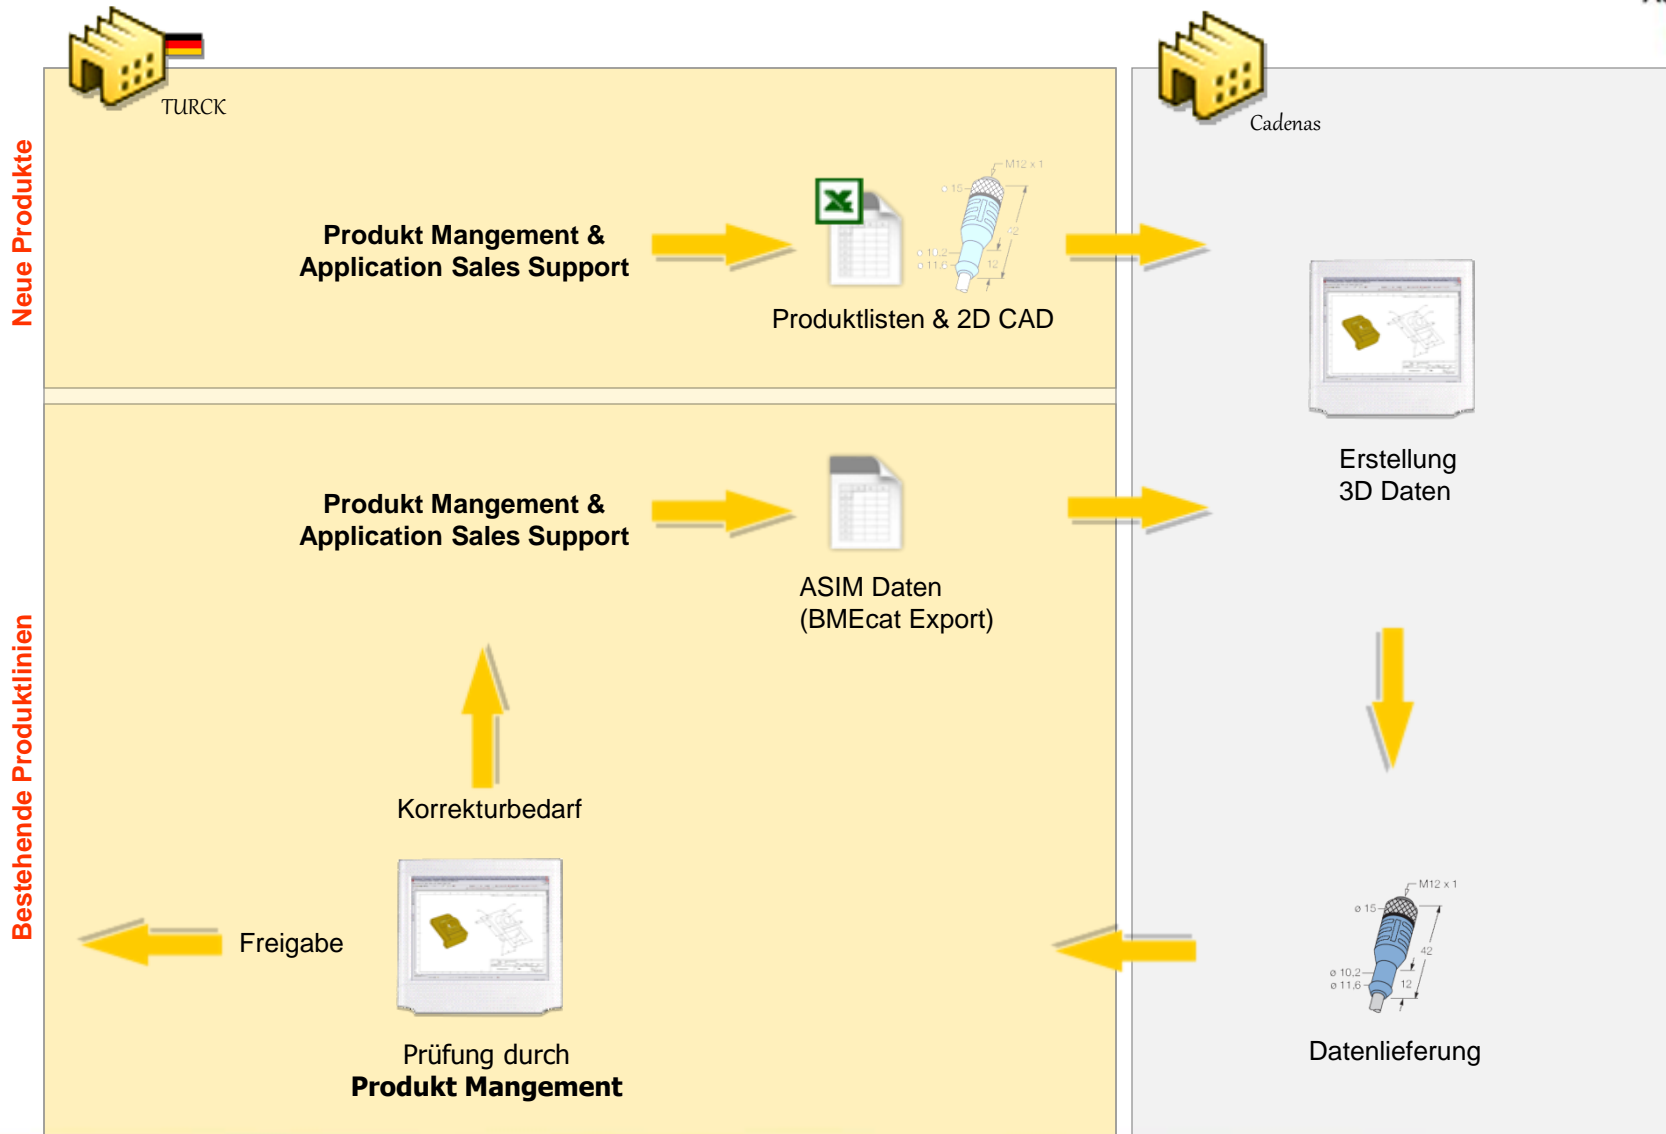 TURCK
Cadenas
Neue Produkte
Produkt Mangement &
Application Sales Support
M12 x 1
ø 15
42
ø 10.2
ø 11.6
12
Produktlisten & 2D CAD
Erstellung
3D Daten
Bestehende Produktlinien
Produkt Mangement &
Application Sales Support
ASIM Daten
(BMEcat Export)
Korrekturbedarf
Freigabe
Prüfung durch
Produkt Mangement
M12 x 1
ø 15
42
ø 10.2
ø 11.6
12
Datenlieferung